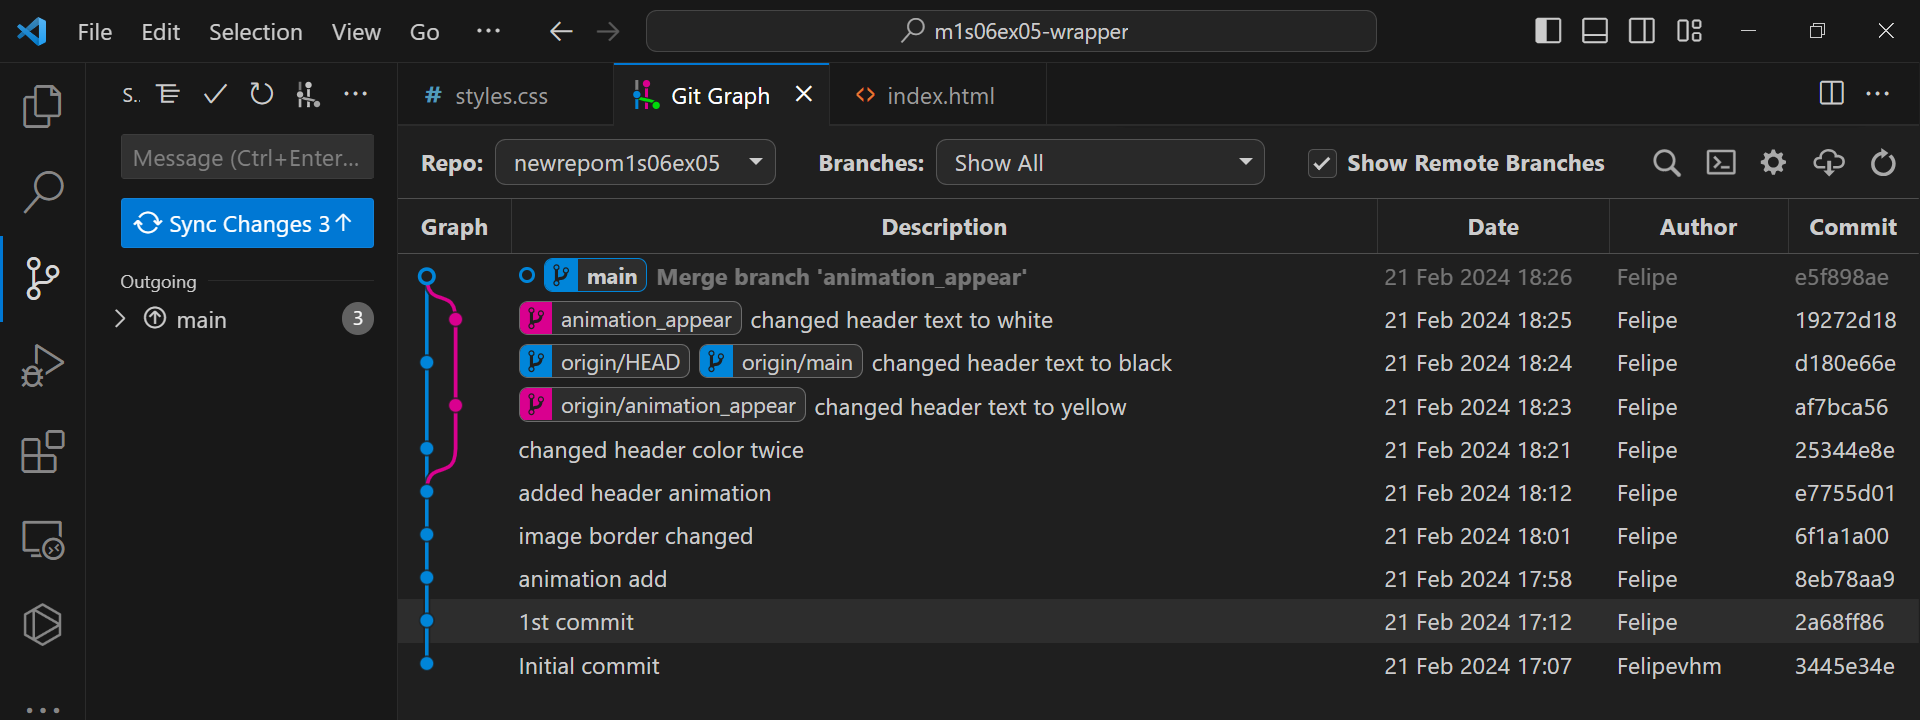 File Edit Selection View Go ··· m1s06ex05-wrapper
S.. ···
# styles.css Git Graph <> index.html ···
Message (Ctrl+Enter...
Sync Changes 3↑
Outgoing
main 3
Repo: newrepom1s06ex05 Branches: Show All Show Remote Branches
Graph Description Date Author Commit
main Merge branch 'animation_appear' 21 Feb 2024 18:26 Felipe e5f898ae
animation_appear changed header text to white 21 Feb 2024 18:25 Felipe 19272d18
origin/HEAD origin/main changed header text to black 21 Feb 2024 18:24 Felipe d180e66e
origin/animation_appear changed header text to yellow 21 Feb 2024 18:23 Felipe af7bca56
changed header color twice 21 Feb 2024 18:21 Felipe 25344e8e
added header animation 21 Feb 2024 18:12 Felipe e7755d01
image border changed 21 Feb 2024 18:01 Felipe 6f1a1a00
animation add 21 Feb 2024 17:58 Felipe 8eb78aa9
1st commit 21 Feb 2024 17:12 Felipe 2a68ff86
Initial commit 21 Feb 2024 17:07 Felipevhm 3445e34e